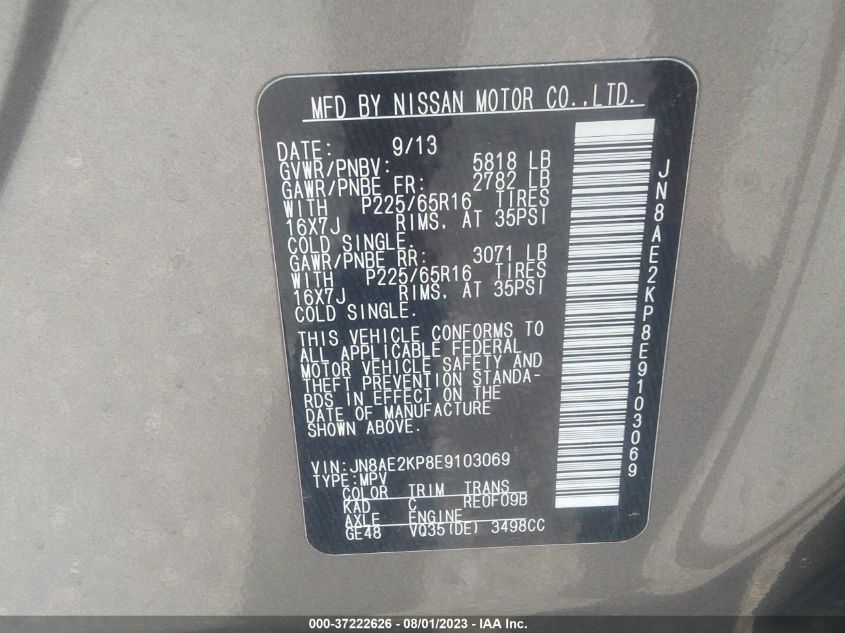 MFD BY NISSAN MOTOR CO.,LTD.
DATE: 9/13
GVWR/PNBV: 5818 LB
GAWR/PNBE FR: 2782 LB
WITH P225/65R16 TIRES
16X7J RIMS. AT 35PSI
COLD SINGLE.
GAWR/PNBE RR: 3071 LB
WITH P225/65R16 TIRES
16X7J RIMS. AT 35PSI
COLD SINGLE.
THIS VEHICLE CONFORMS TO
ALL APPLICABLE FEDERAL
MOTOR VEHICLE SAFETY AND
THEFT PREVENTION STANDA-
RDS IN EFFECT ON THE
DATE OF MANUFACTURE
SHOWN ABOVE.
VIN:JN8AE2KP8E9103069
TYPE:MPV
COLOR TRIM TRANS
KAD C RE0F09B
AXLE ENGINE
GE48 VQ35(DE) 3498CC
JN8AE2KP8E9103069
000-37222626 - 08/01/2023 - IAA Inc.